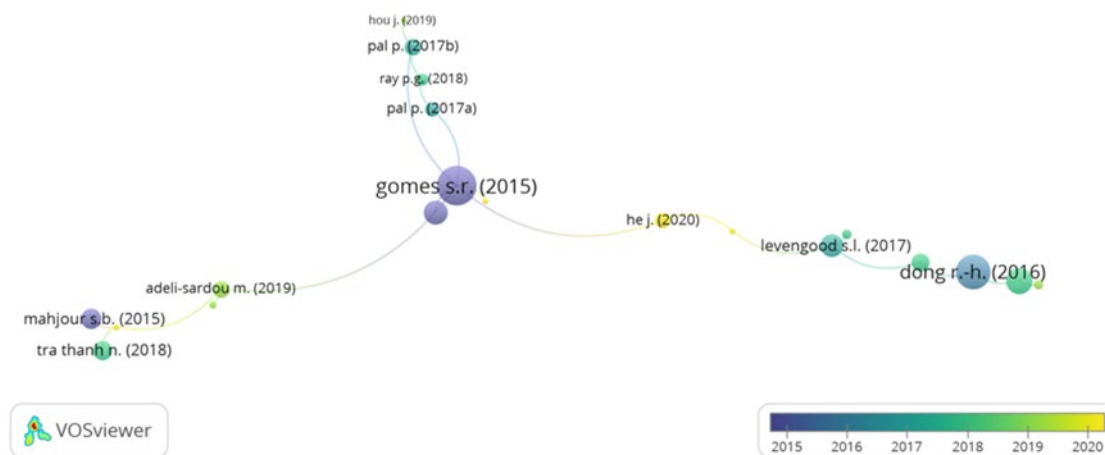 hou j. (2019)
pal p. (2017b)
ray p.g. (2018)
pal p. (2017a)
gomes s.r. (2015)
he j. (2020)
levengood s.l. (2017)
dong r.-h. (2016)
adeli-sardou m. (2019)
mahjour s.b. (2015)
tra thanh n. (2018)
VOSviewer
2015 2016 2017 2018 2019 2020